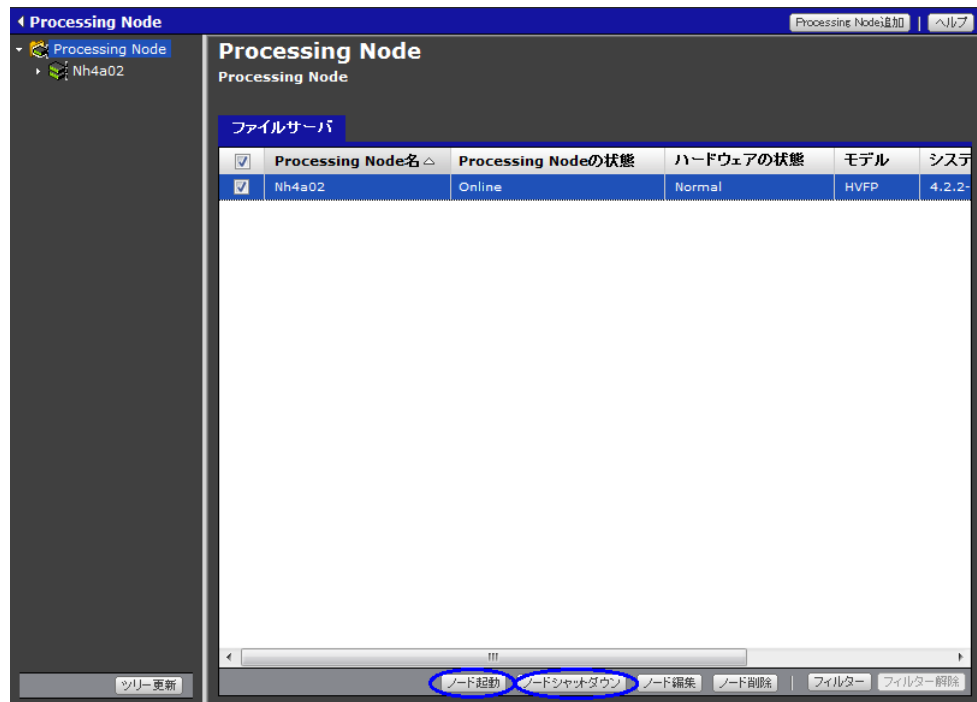 Processing Node
Processing Node追加 | ヘルプ
Processing Node
Nh4a02
Processing Node
Processing Node
ファイルサーバ
Processing Node名 Processing Nodeの状態 ハードウェアの状態 モデル システ
Nh4a02 Online Normal HVFP 4.2.2-
ツリー更新
ノード起動 ノードシャットダウン ノード編集 ノード削除 | フィルター フィルター解除